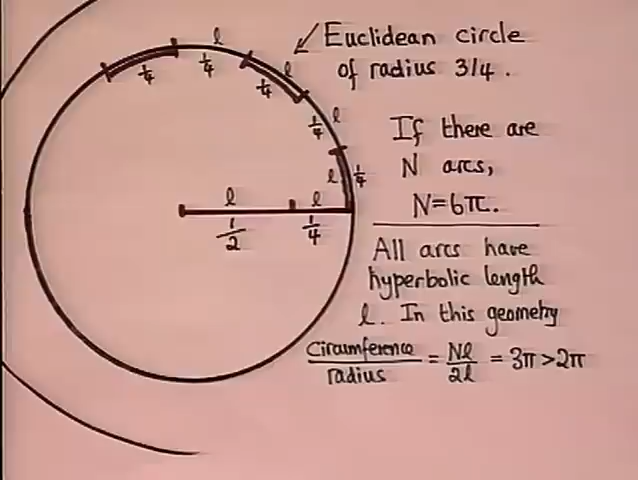 l
Euclidean circle
1/4
l
of radius 3/4.
1/4
1/4
1/4
l
If there are
l
1/4
N arcs,
l
l
N=6π.
1/2
1/4
All arcs have
hyperbolic length
l. In this geometry
Circumference/radius = Nl/2l = 3π>2π